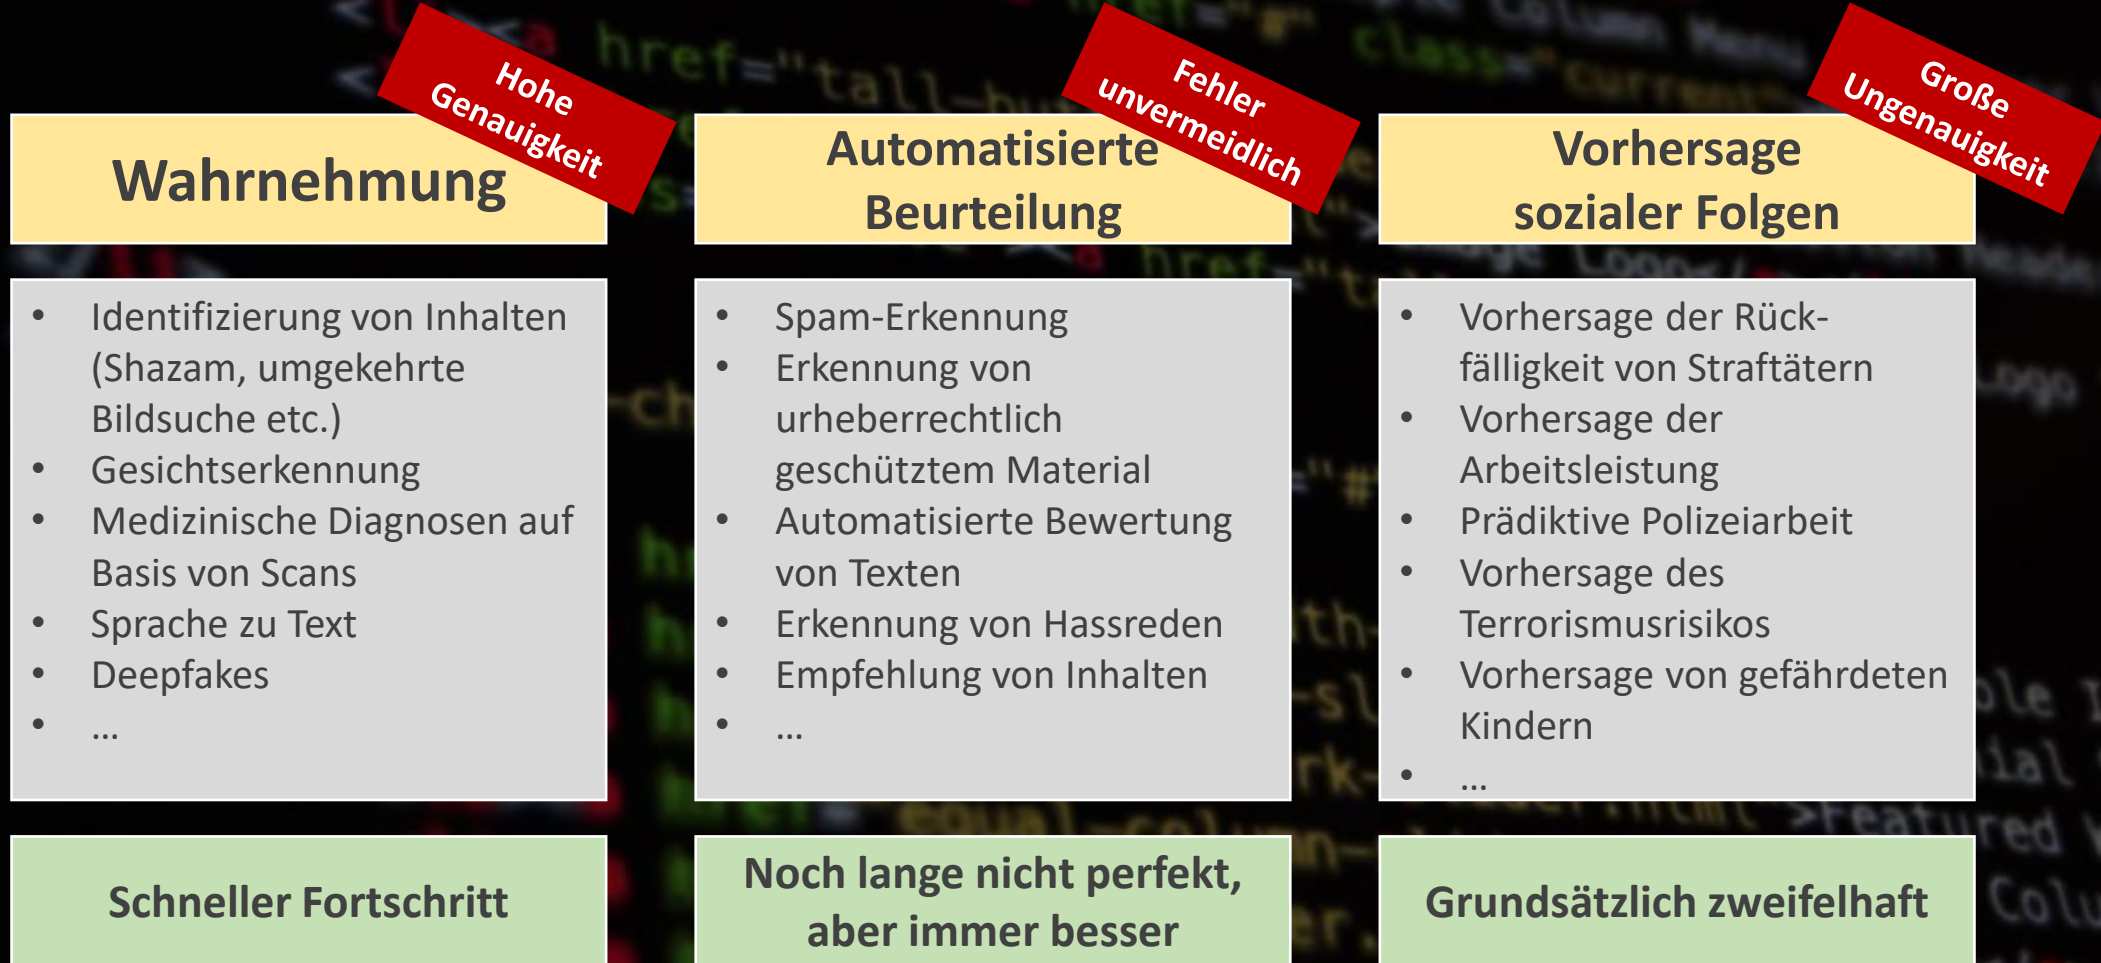 Hohe
Genauigkeit
Wahrnehmung
• Identifizierung von Inhalten
(Shazam, umgekehrte
Bildsuche etc.)
• Gesichtserkennung
• Medizinische Diagnosen auf
Basis von Scans
• Sprache zu Text
• Deepfakes
• ...
Schneller Fortschritt
Fehler
unvermeidlich
Automatisierte
Beurteilung
• Spam-Erkennung
• Erkennung von
urheberrechtlich
geschütztem Material
• Automatisierte Bewertung
von Texten
• Erkennung von Hassreden
• Empfehlung von Inhalten
• ...
Noch lange nicht perfekt,
aber immer besser
Große
Ungenauigkeit
Vorhersage
sozialer Folgen
• Vorhersage der Rück-
fälligkeit von Straftätern
• Vorhersage der
Arbeitsleistung
• Prädiktive Polizeiarbeit
• Vorhersage des
Terrorismusrisikos
• Vorhersage von gefährdeten
Kindern
• ...
Grundsätzlich zweifelhaft